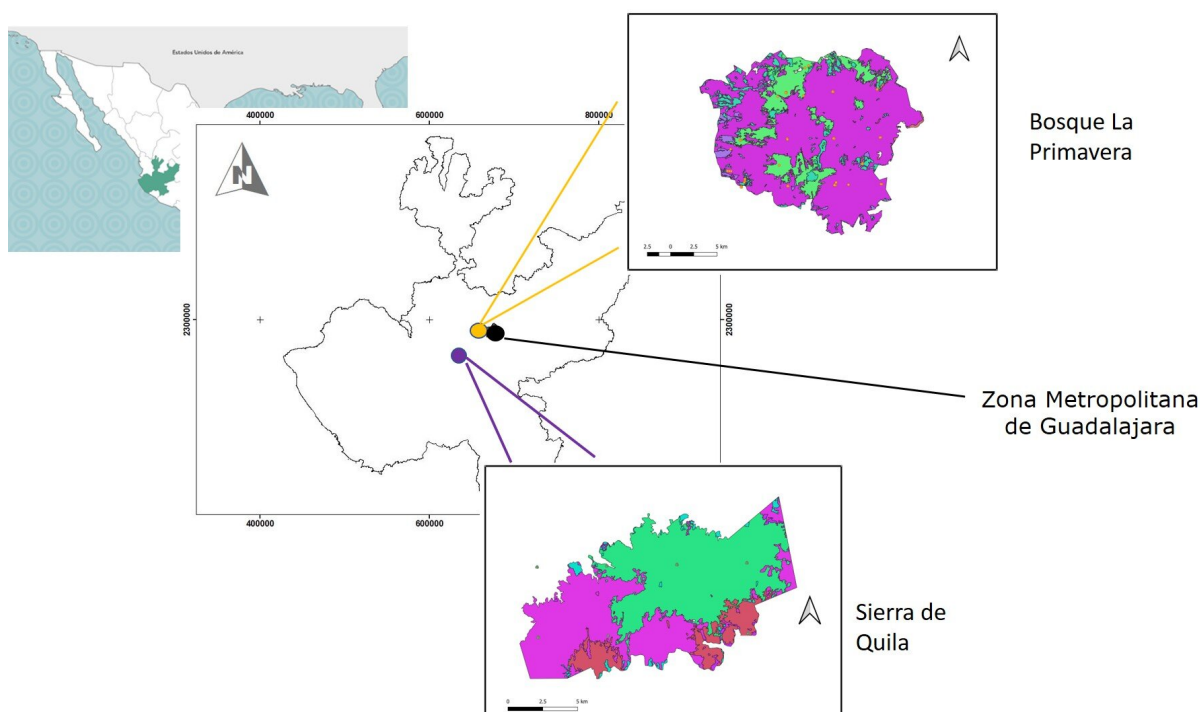 Estados Unidos de América
400000
600000
800000
N
2300000
2300000
400000
600000
2.5 0 2.5 5 km
Bosque La
Primavera
Zona Metropolitana
de Guadalajara
0 2.5 5 km
Sierra de
Quila